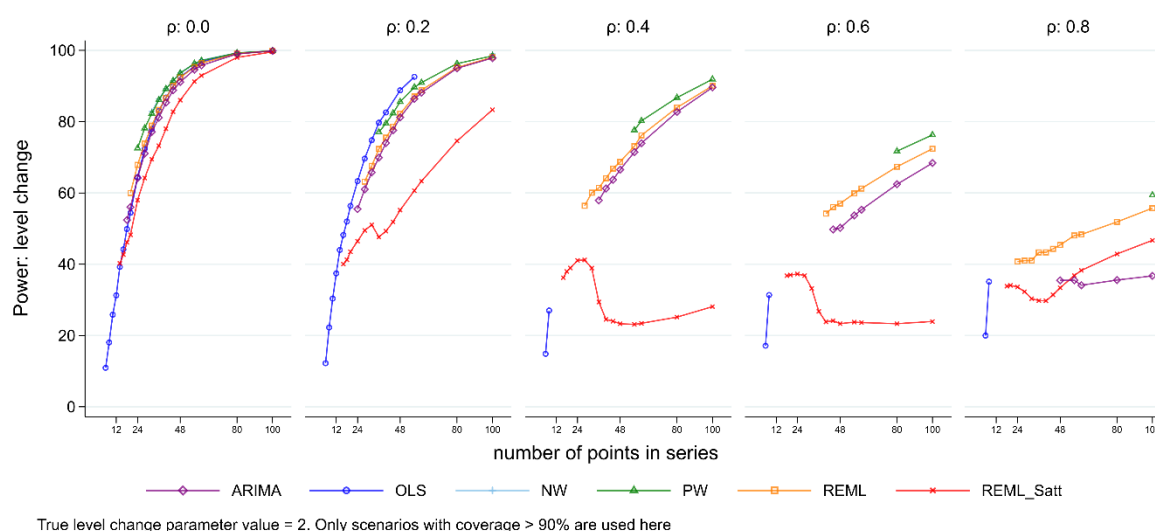 ρ: 0.0 ρ: 0.2 ρ: 0.4 ρ: 0.6 ρ: 0.8
Power: level change
100
80
60
40
20
0
12 24 48 80 100 12 24 48 80 100 12 24 48 80 100 12 24 48 80 100 12 24 48 80 100
number of points in series
ARIMA OLS NW PW REML REML_Satt
True level change parameter value = 2. Only scenarios with coverage > 90% are used here